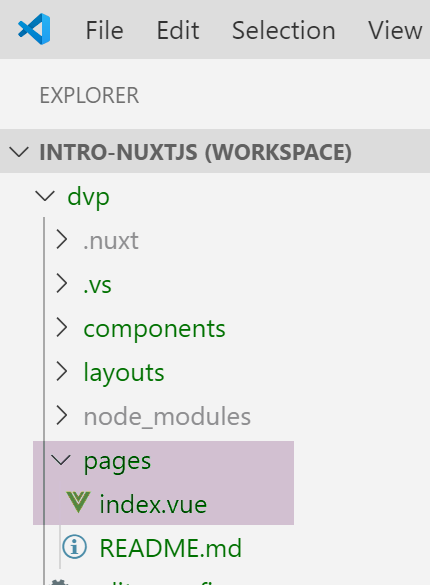 File Edit Selection View
EXPLORER
INTRO-NUXTJS (WORKSPACE)
dvp
.nuxt
.vs
components
layouts
node_modules
pages
index.vue
README.md